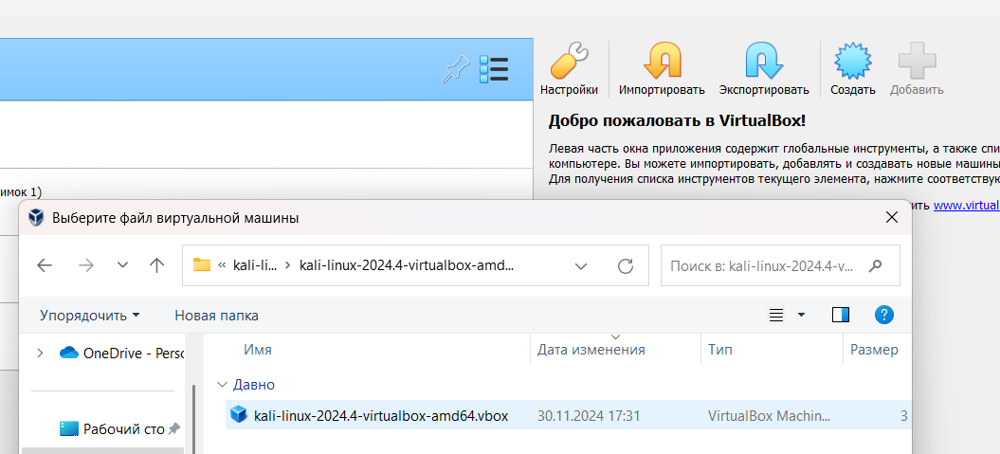 Настройки
Импортировать
Экспортировать
Создать
Добавить
Добро пожаловать в VirtualBox!
Левая часть окна приложения содержит глобальные инструменты, а также спи
компьютере. Вы можете импортировать, добавлять и создавать новые машины
Для получения списка инструментов текущего элемента, нажмите соответствую
имок 1)
ить www.virtual
Выберите файл виртуальной машины
« kali-li... › kali-linux-2024.4-virtualbox-amd...
Поиск в: kali-linux-2024.4-v...
Упорядочить
Новая папка
OneDrive - Perso
Имя
Дата изменения
Тип
Размер
Давно
kali-linux-2024.4-virtualbox-amd64.vbox
30.11.2024 17:31
VirtualBox Machin...
3
Рабочий сто